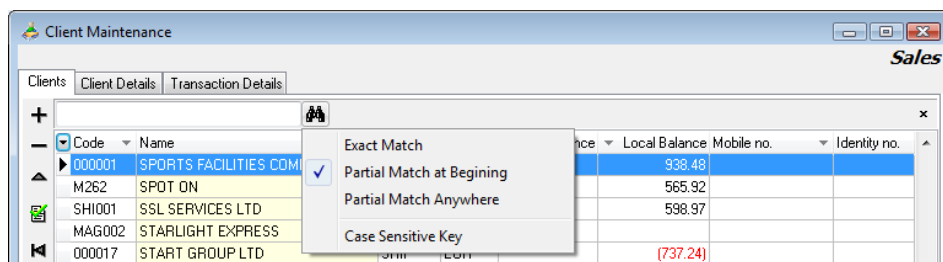 Client Maintenance
Sales
Clients Client Details Transaction Details
Code Name nce Local Balance Mobile no. Identity no.
000001 SPORTS FACILITIES COM 938.48
M262 SPOT ON 565.92
SHI001 SSL SERVICES LTD 598.97
MAG002 STARLIGHT EXPRESS
000017 START GROUP LTD (737.24)
Exact Match
Partial Match at Begining
Partial Match Anywhere
Case Sensitive Key